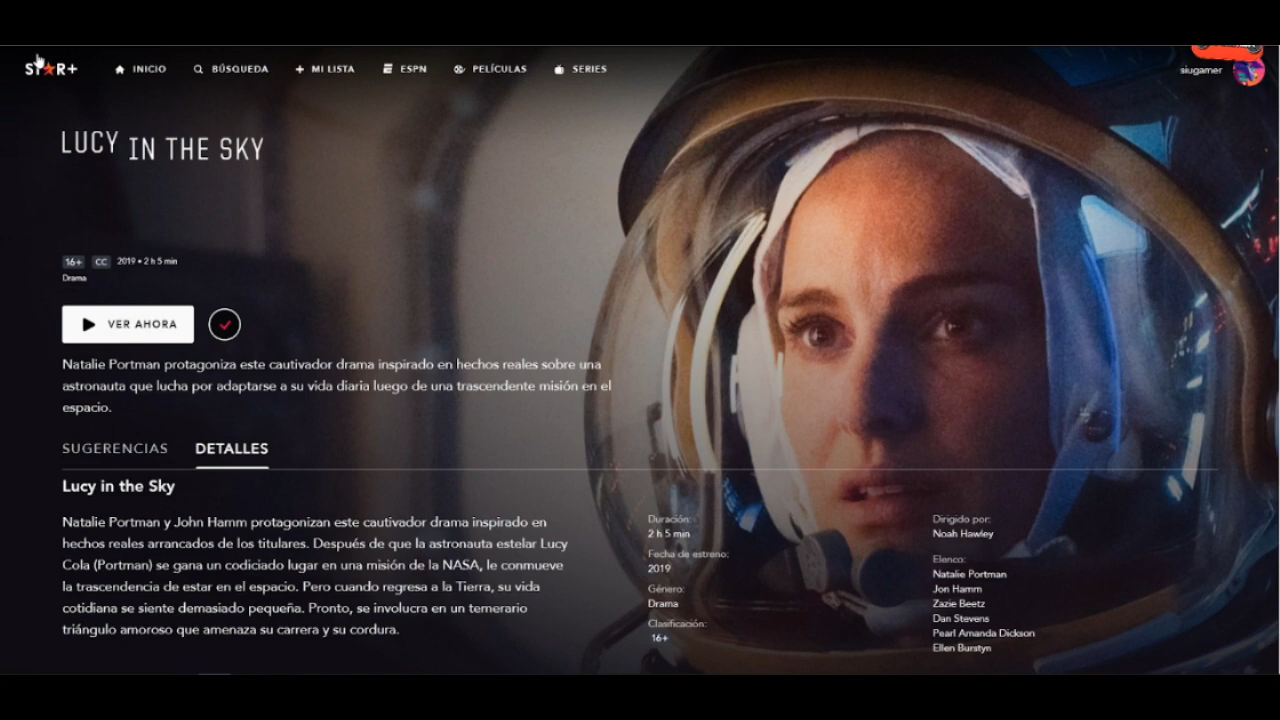 ST★R+
INICIO
BÚSQUEDA
MI LISTA
ESPN
PELÍCULAS
SERIES
siugamer
LUCY IN THE SKY
16+ CC 2019 • 2 h 5 min
Drama
VER AHORA
Natalie Portman protagoniza este cautivador drama inspirado en hechos reales sobre una
astronauta que lucha por adaptarse a su vida diaria luego de una trascendente misión en el
espacio.
SUGERENCIAS
DETALLES
Lucy in the Sky
Natalie Portman y John Hamm protagonizan este cautivador drama inspirado en
hechos reales arrancados de los titulares. Después de que la astronauta estelar Lucy
Cola (Portman) se gana un codiciado lugar en una misión de la NASA, le conmueve
la trascendencia de estar en el espacio. Pero cuando regresa a la Tierra, su vida
cotidiana se siente demasiado pequeña. Pronto, se involucra en un temerario
triángulo amoroso que amenaza su carrera y su cordura.
Duración:
2 h 5 min
Fecha de estreno:
2019
Género:
Drama
Clasificación:
16+
Dirigido por:
Noah Hawley
Elenco:
Natalie Portman
Jon Hamm
Zazie Beetz
Dan Stevens
Pearl Amanda Dickson
Ellen Burstyn